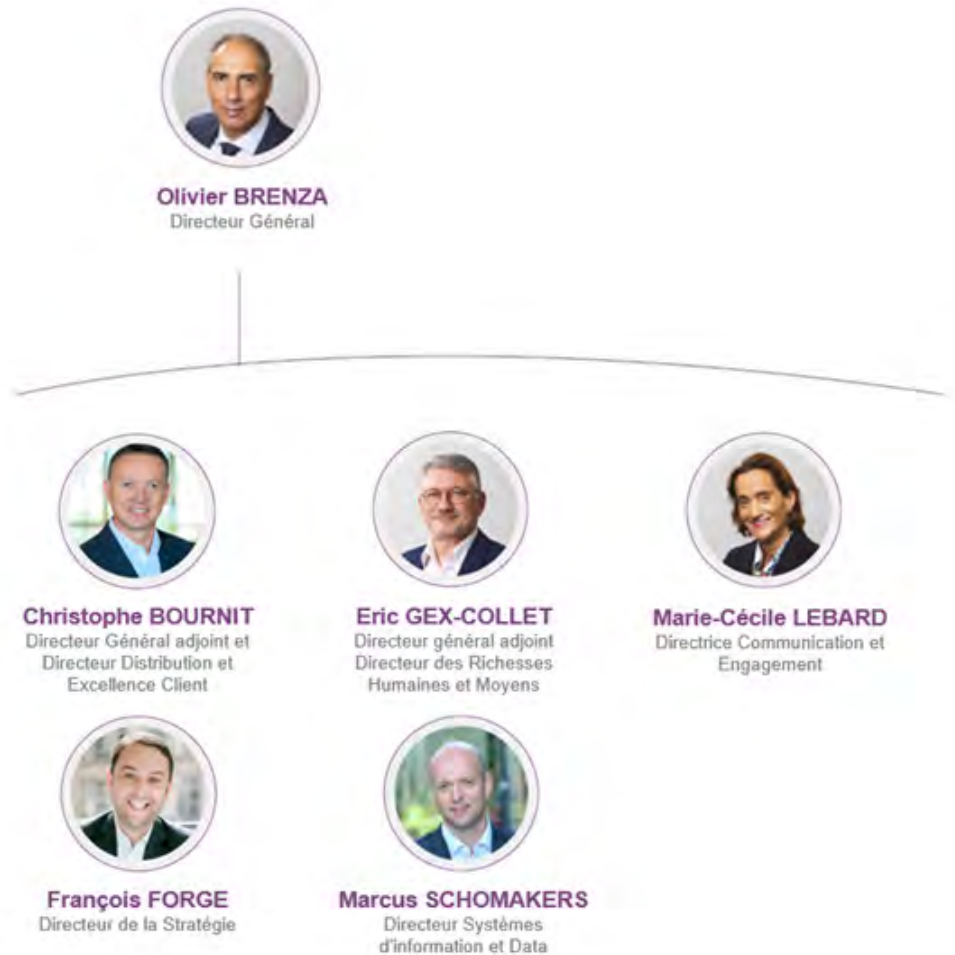 Olivier BRENZA
Directeur Général
Christophe BOURNIT
Directeur Général adjoint et
Directeur Distribution et
Excellence Client
Eric GEX-COLLET
Directeur général adjoint
Directeur des Richesses
Humaines et Moyens
Marie-Cécile LEBARD
Directrice Communication et
Engagement
François FORGE
Directeur de la Stratégie
Marcus SCHOMAKERS
Directeur Systèmes
d'information et Data